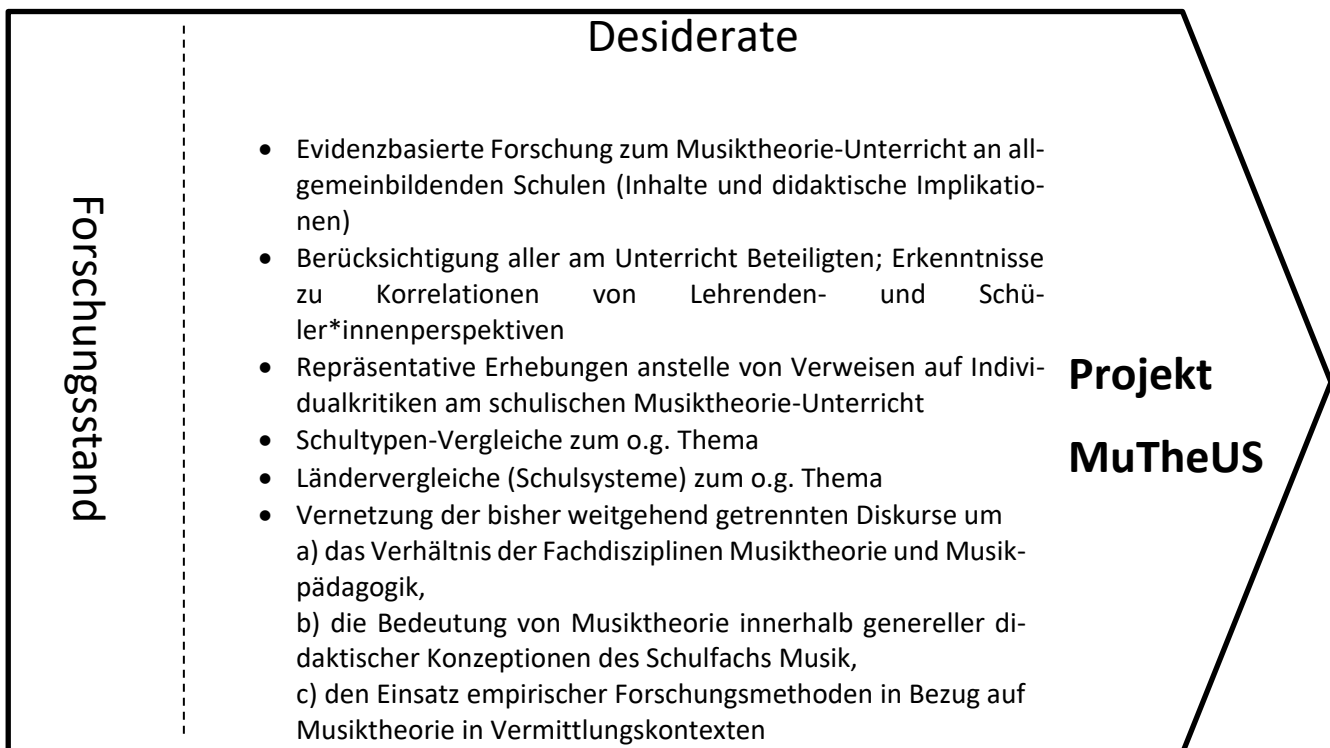 Desiderate
Forschungsstand
• Evidenzbasierte Forschung zum Musiktheorie-Unterricht an all-
gemeinbildenden Schulen (Inhalte und didaktische Implikatio-
nen)
• Berücksichtigung aller am Unterricht Beteiligten; Erkenntnisse
zu Korrelationen von Lehrenden- und Schü-
ler*innenperspektiven
• Repräsentative Erhebungen anstelle von Verweisen auf Indivi-
dualkritiken am schulischen Musiktheorie-Unterricht
• Schultypen-Vergleiche zum o.g. Thema
• Ländervergleiche (Schulsysteme) zum o.g. Thema
• Vernetzung der bisher weitgehend getrennten Diskurse um
a) das Verhältnis der Fachdisziplinen Musiktheorie und Musik-
pädagogik,
b) die Bedeutung von Musiktheorie innerhalb genereller di-
daktischer Konzeptionen des Schulfachs Musik,
c) den Einsatz empirischer Forschungsmethoden in Bezug auf
Musiktheorie in Vermittlungskontexten
Projekt
MuTheUS